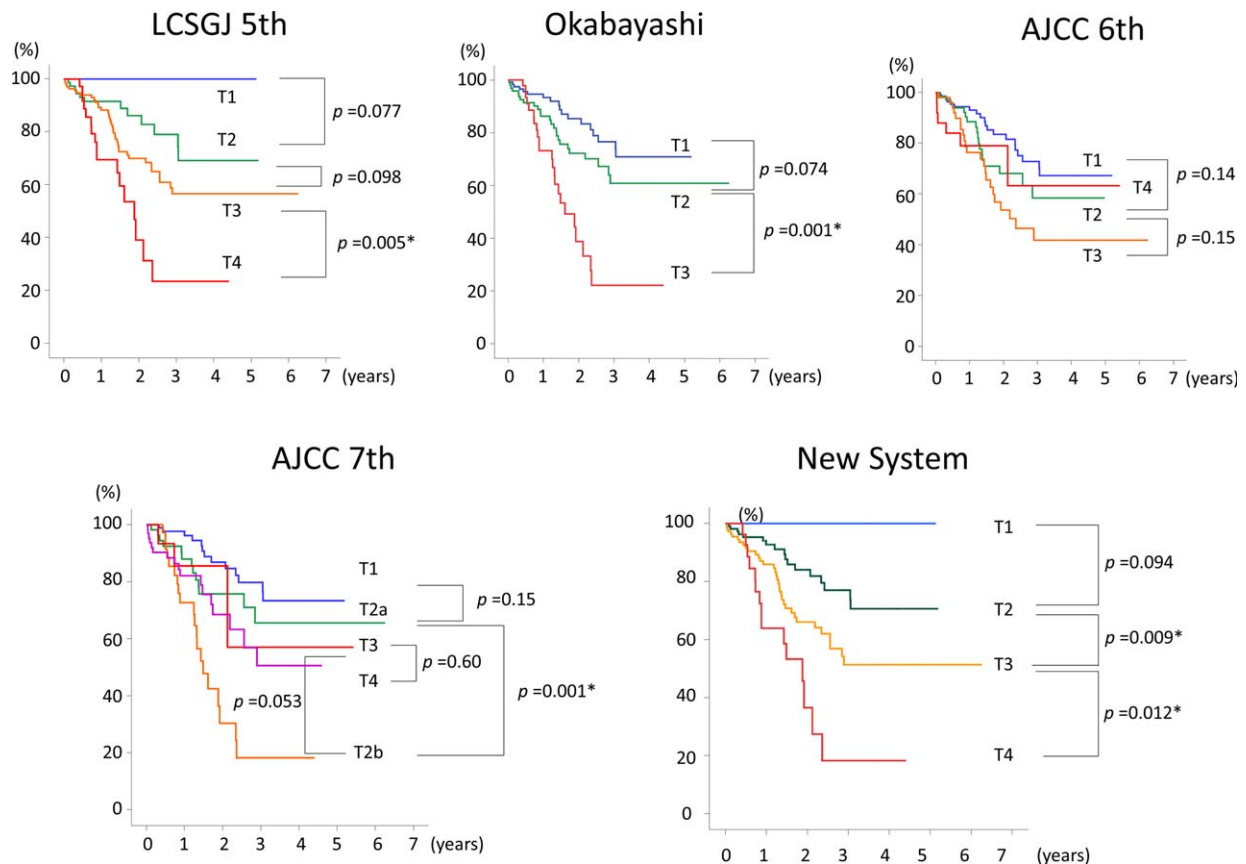 LCSGJ 5th
(%)
100
80
60
40
20
0
T1
T2
T3
T4
p =0.077
p =0.098
p =0.005*
0 1 2 3 4 5 6 7 (years)
Okabayashi
(%)
100
80
60
40
20
0
T1
T2
T3
p =0.074
p =0.001*
0 1 2 3 4 5 6 7 (years)
AJCC 6th
(%)
100
80
60
40
20
0
T1
T4
T2
T3
p =0.14
p =0.15
0 1 2 3 4 5 6 7 (years)
AJCC 7th
(%)
100
80
60
40
20
0
T1
T2a
T3
T4
T2b
p =0.15
p =0.60
p =0.053
p =0.001*
0 1 2 3 4 5 6 7 (years)
New System
(%)
100
80
60
40
20
0
T1
T2
T3
T4
p =0.094
p =0.009*
p =0.012*
0 1 2 3 4 5 6 7 (years)